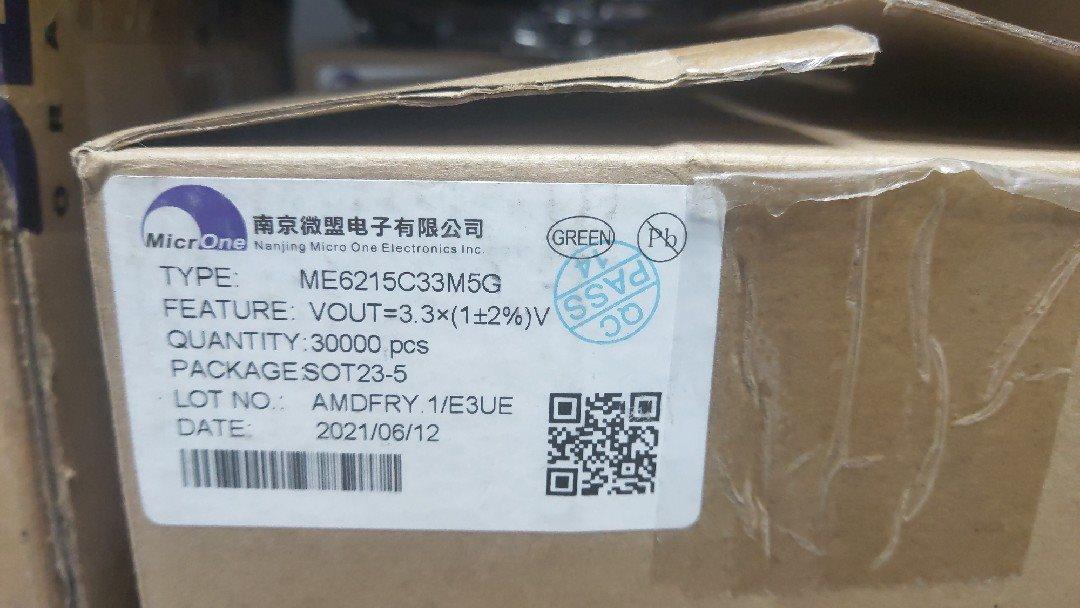 MicrOne
南京微盟电子有限公司
Nanjing Micro One Electronics Inc.
GREEN
Pb
TYPE: ME6215C33M5G
FEATURE: VOUT=3.3×(1±2%)V
QC PASS 14
QUANTITY:30000 pcs
PACKAGE:SOT23-5
LOT NO.: AMDFRY.1/E3UE
DATE: 2021/06/12